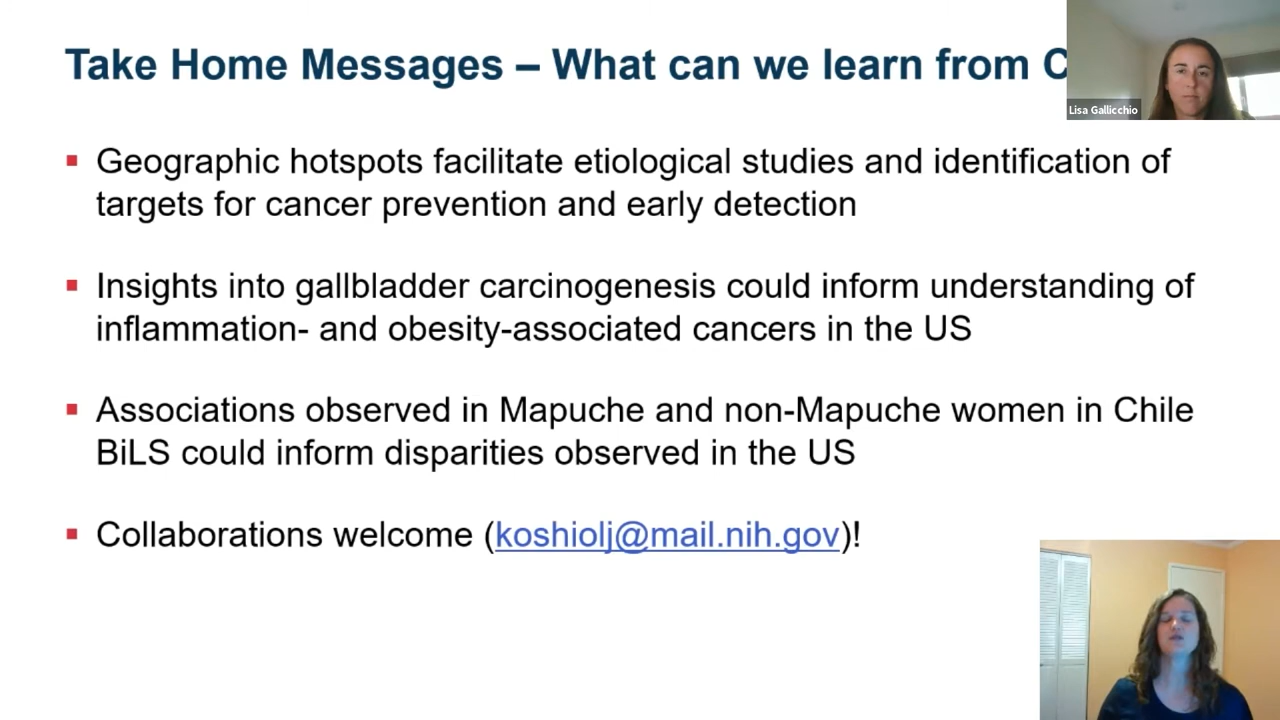 Take Home Messages – What can we learn from C
Lisa Gallicchio
Geographic hotspots facilitate etiological studies and identification of
targets for cancer prevention and early detection
Insights into gallbladder carcinogenesis could inform understanding of
inflammation- and obesity-associated cancers in the US
Associations observed in Mapuche and non-Mapuche women in Chile
BiLS could inform disparities observed in the US
Collaborations welcome (koshiolj@mail.nih.gov)!